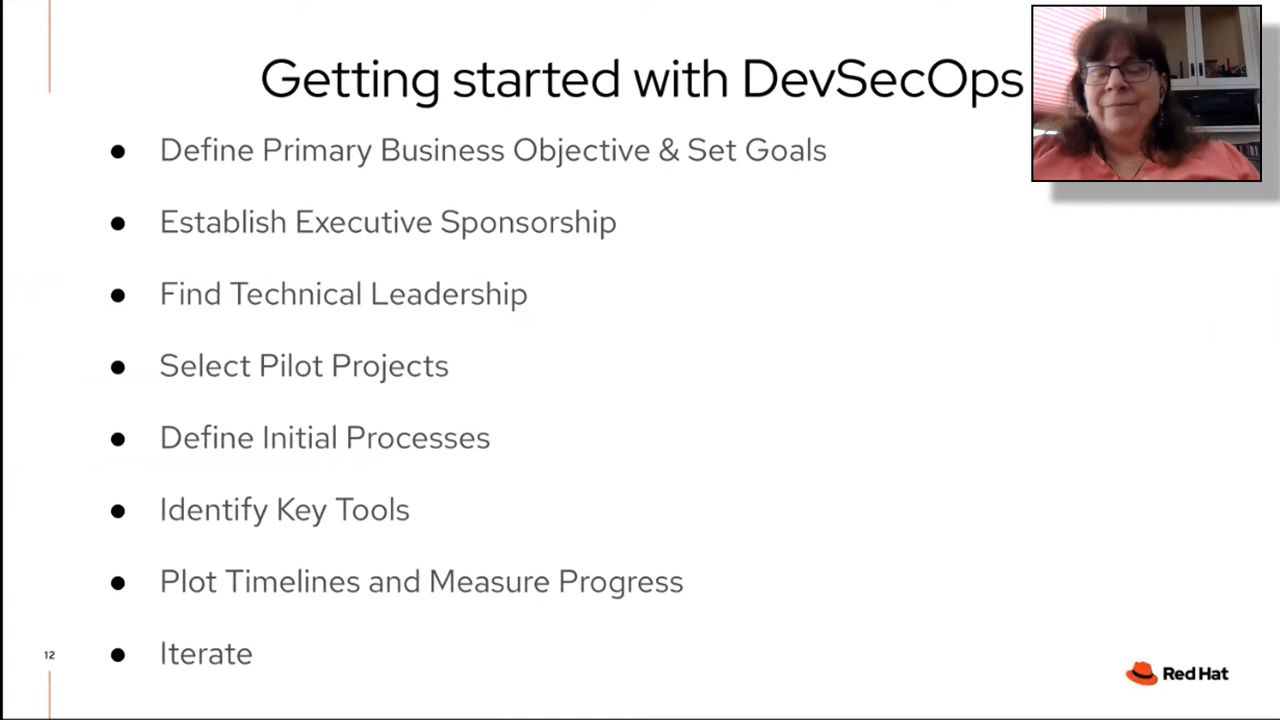 Getting started with DevSecOps
● Define Primary Business Objective & Set Goals
● Establish Executive Sponsorship
● Find Technical Leadership
● Select Pilot Projects
● Define Initial Processes
● Identify Key Tools
● Plot Timelines and Measure Progress
● Iterate
12
Red Hat